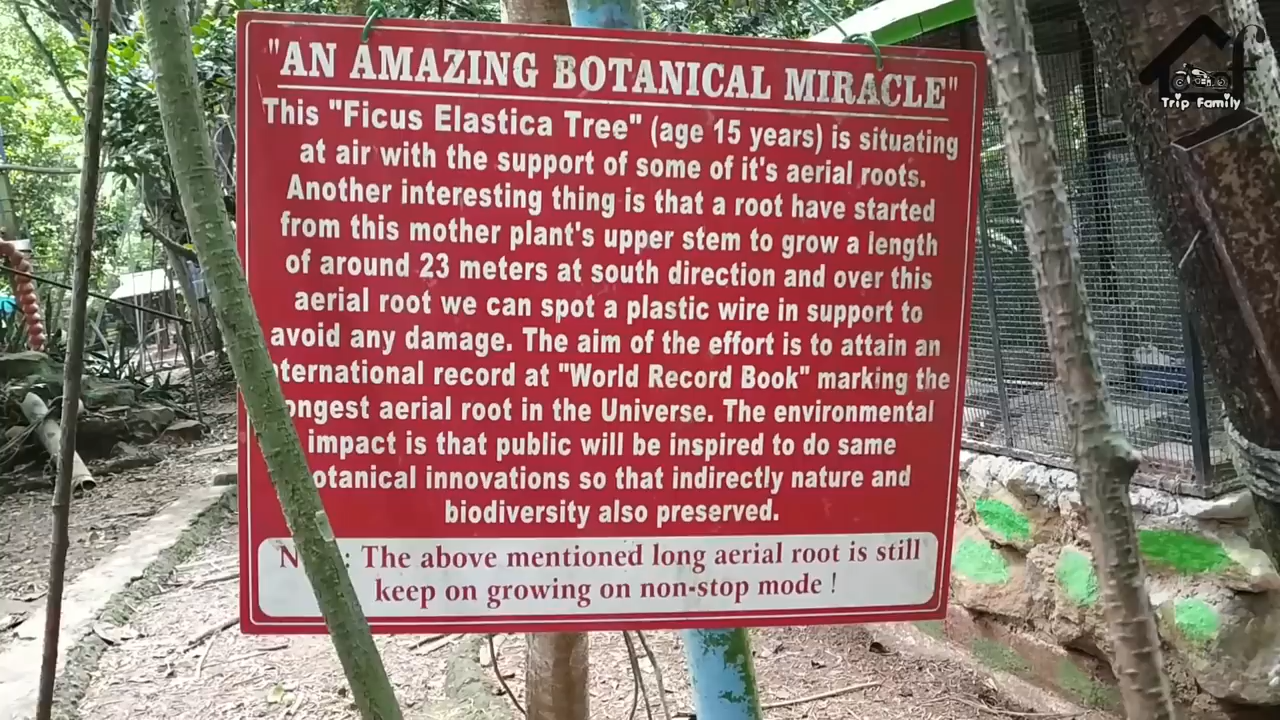 "AN AMAZING BOTANICAL MIRACLE"
This "Ficus Elastica Tree" (age 15 years) is situating
at air with the support of some of it's aerial roots.
Another interesting thing is that a root have started
from this mother plant's upper stem to grow a length
of around 23 meters at south direction and over this
aerial root we can spot a plastic wire in support to
avoid any damage. The aim of the effort is to attain an
nternational record at "World Record Book" marking the
ongest aerial root in the Universe. The environmental
impact is that public will be inspired to do same
otanical innovations so that indirectly nature and
biodiversity also preserved.
N : The above mentioned long aerial root is still
keep on growing on non-stop mode !
Trip Family